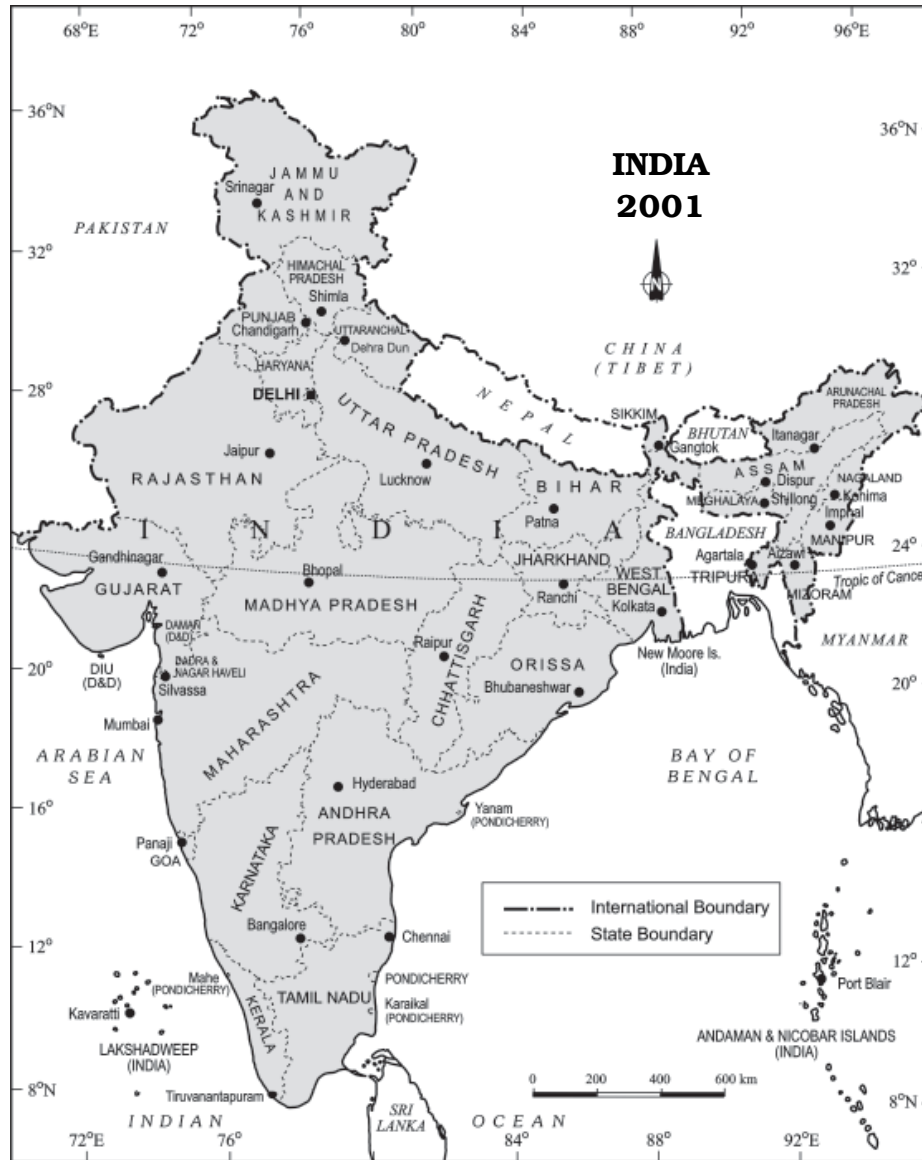 68°E 72° 76° 80° 84° 88° 92° 96°E
36°N
36°N
INDIA
2001
JAMMU
AND
KASHMIR
Srinagar
PAKISTAN
32°
32°
N
HIMACHAL
PRADESH
Shimla
PUNJAB
Chandigarh
UTTARANCHAL
Dehra Dun
CHINA
(TIBET)
HARYANA
DELHI
28°
28°
NEPAL
UTTAR PRADESH
SIKKIM
Gangtok
BHUTAN
ARUNACHAL
PRADESH
Itanagar
Jaipur
RAJASTHAN
Lucknow
BIHAR
Patna
ASSAM
Dispur
NAGALAND
Kohima
MEGHALAYA
Shillong
Imphal
MANIPUR
INDIA
BANGLADESH
24°
24°
Gandhinagar
GUJARAT
Bhopal
MADHYA PRADESH
JHARKHAND
Ranchi
WEST
BENGAL
Kolkata
Agartala
TRIPURA
Aizawl
MIZORAM
Tropic of Cancer
DAMAN
(D&D)
DIU
(D&D)
DADRA &
NAGAR HAVELI
Silvassa
Raipur
CHHATTISGARH
ORISSA
Bhubaneshwar
New Moore Is.
(India)
MYANMAR
20°
20°
Mumbai
MAHARASHTRA
ARABIAN
SEA
BAY OF
BENGAL
Hyderabad
ANDHRA
PRADESH
Yanam
(PONDICHERRY)
16°
16°
Panaji
GOA
KARNATAKA
Bangalore
Chennai
International Boundary
State Boundary
12°
12°
Mahe
(PONDICHERRY)
PONDICHERRY
TAMIL NADU
Karaikal
(PONDICHERRY)
KERALA
Kavaratti
LAKSHADWEEP
(INDIA)
Port Blair
ANDAMAN & NICOBAR ISLANDS
(INDIA)
8°N
8°N
Tiruvanantapuram
0 200 400 600 km
INDIAN OCEAN
SRI
LANKA
72°E 76° 84° 88° 92°E